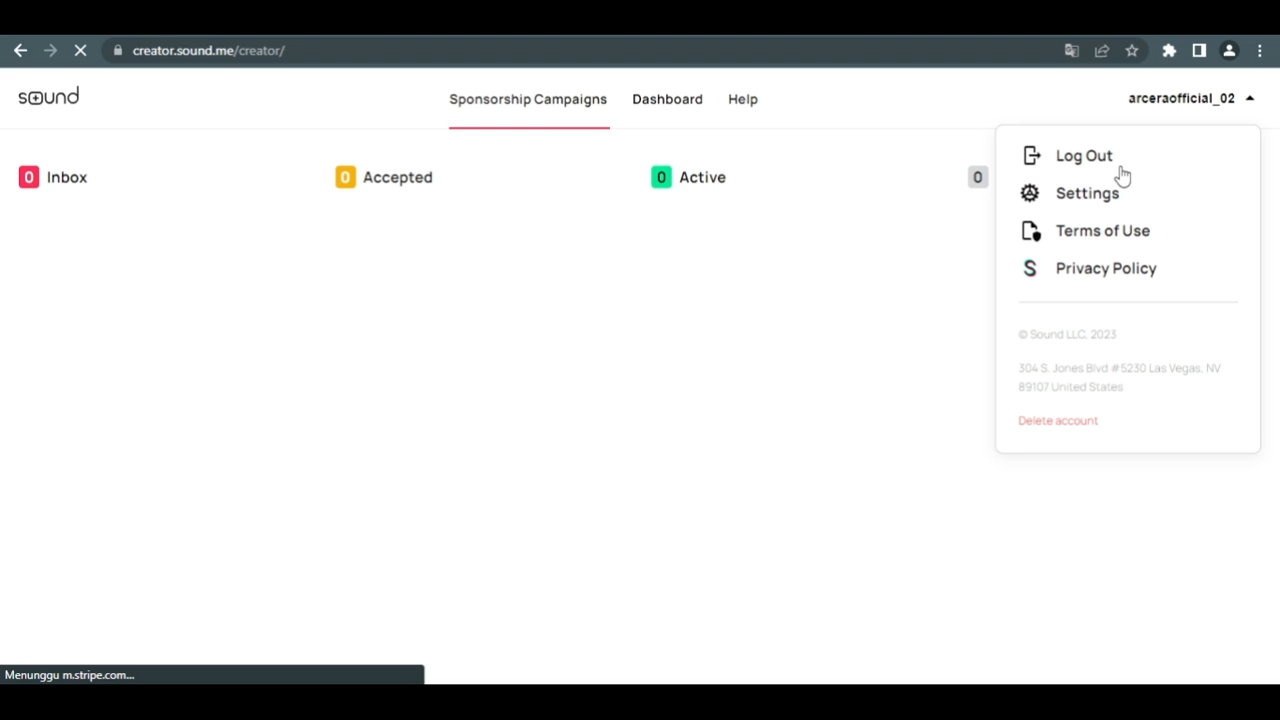 creator.sound.me/creator/
sound
Sponsorship Campaigns
Dashboard
Help
arceraofficial_02
0 Inbox
0 Accepted
0 Active
0
Log Out
Settings
Terms of Use
Privacy Policy
© Sound LLC, 2023
304 S. Jones Blvd #5230 Las Vegas, NV
89107 United States
Delete account
Menunggu m.stripe.com...